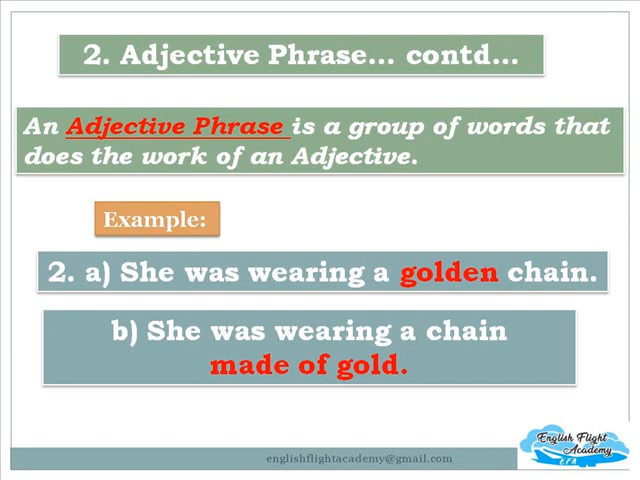 2. Adjective Phrase... contd...
An Adjective Phrase is a group of words that
does the work of an Adjective.
Example:
2. a) She was wearing a golden chain.
b) She was wearing a chain
made of gold.
englishflightacademy@gmail.com
English Flight
Academy
E.F.A